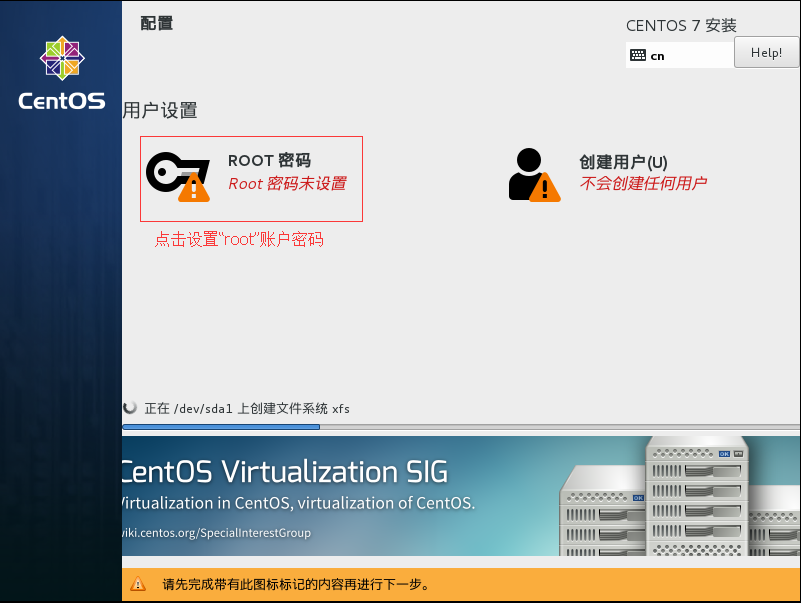 配置
CENTOS 7 安装
cn
Help!
CentOS
用户设置
ROOT 密码
Root 密码未设置
创建用户(U)
不会创建任何用户
点击设置“root”账户密码
正在 /dev/sda1 上创建文件系统 xfs
CentOS Virtualization SIG
Virtualization in CentOS, virtualization of CentOS.
wiki.centos.org/SpecialInterestGroup
OK
OK
请先完成带有此图标标记的内容再进行下一步。